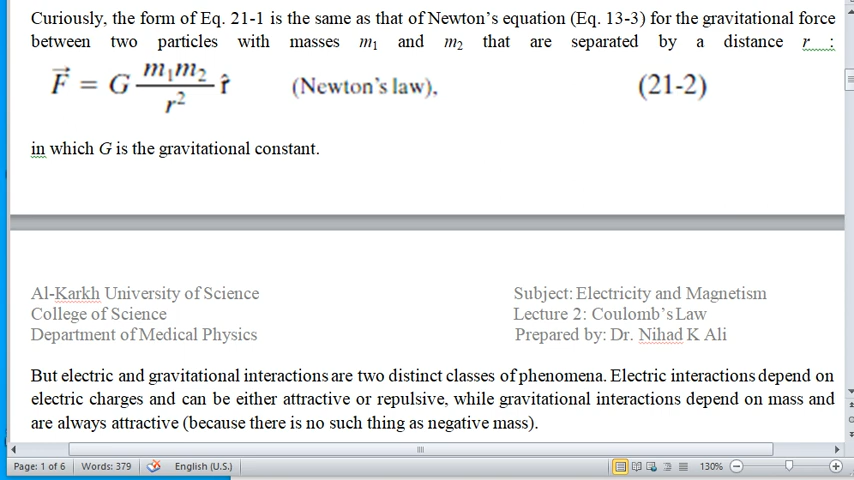 Curiously, the form of Eq. 21-1 is the same as that of Newton's equation (Eq. 13-3) for the gravitational force
between two particles with masses m₁ and m₂ that are separated by a distance r :
F⃗ = G m₁m₂/r² r̂ (Newton's law), (21-2)
in which G is the gravitational constant.
Al-Karkh University of Science Subject: Electricity and Magnetism
College of Science Lecture 2: Coulomb's Law
Department of Medical Physics Prepared by: Dr. Nihad K Ali
But electric and gravitational interactions are two distinct classes of phenomena. Electric interactions depend on
electric charges and can be either attractive or repulsive, while gravitational interactions depend on mass and
are always attractive (because there is no such thing as negative mass).
Page: 1 of 6 Words: 379 English (U.S.) 130%